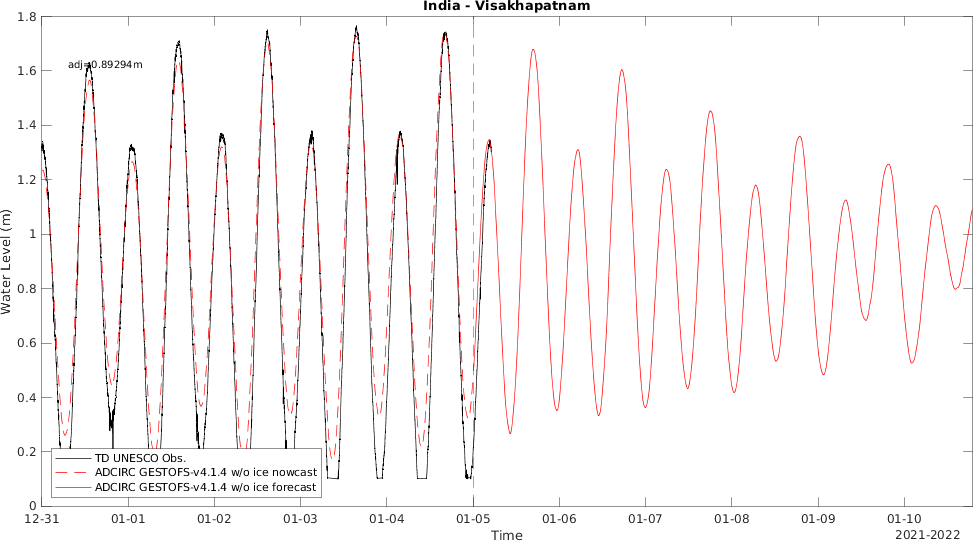 India - Visakhapatnam
1.8
adj=0.89294m
1.6
1.4
1.2
1
0.8
0.6
0.4
0.2
0
Water Level (m)
TD UNESCO Obs.
ADCIRC GESTOFS-v4.1.4 w/o ice nowcast
ADCIRC GESTOFS-v4.1.4 w/o ice forecast
12-31 01-01 01-02 01-03 01-04 01-05 01-06 01-07 01-08 01-09 01-10
Time
2021-2022